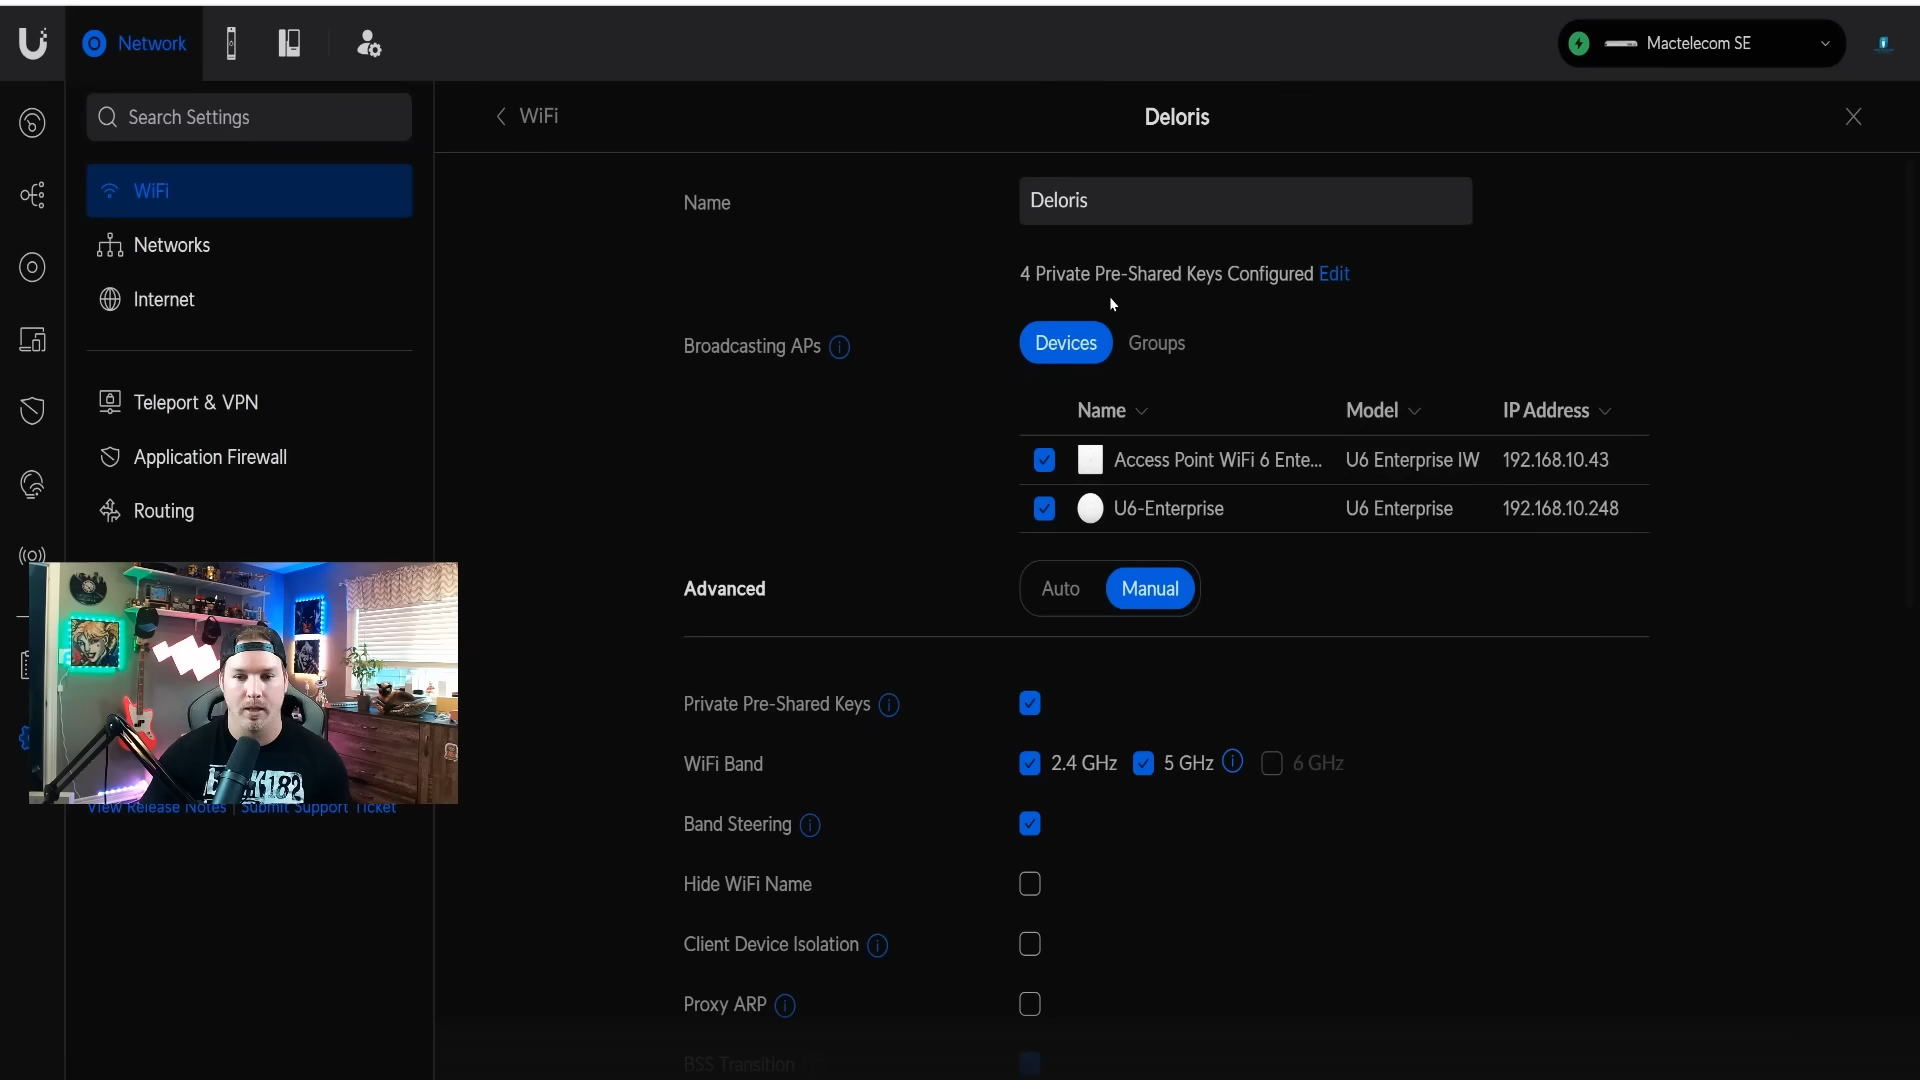 Network
Mactelecom SE
Search Settings
WiFi
Deloris
WiFi
Networks
Internet
Teleport & VPN
Application Firewall
Routing
View Release Notes | Submit Support Ticket
Name
Deloris
4 Private Pre-Shared Keys Configured Edit
Broadcasting APs
Devices Groups
Name Model IP Address
Access Point WiFi 6 Ente... U6 Enterprise IW 192.168.10.43
U6-Enterprise U6 Enterprise 192.168.10.248
Advanced Auto Manual
Private Pre-Shared Keys
WiFi Band 2.4 GHz 5 GHz 6 GHz
Band Steering
Hide WiFi Name
Client Device Isolation
Proxy ARP
BSS Transition